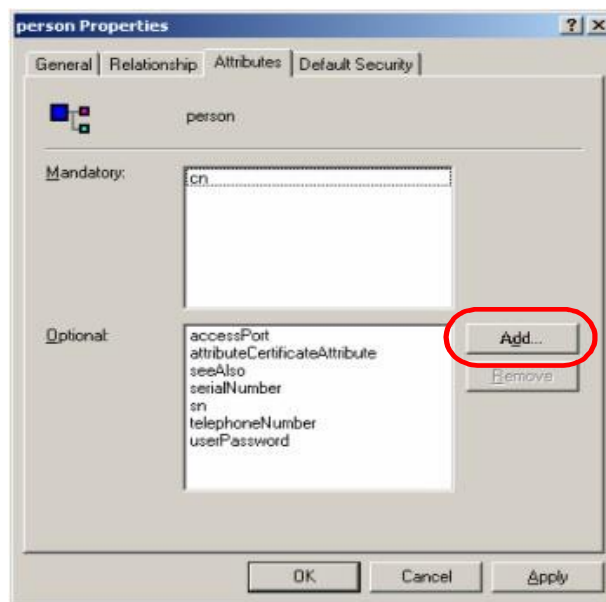 person Properties
General Relationship Attributes Default Security
person
Mandatory:
cn
Optional:
accessPort
attributeCertificateAttribute
seeAlso
serialNumber
sn
telephoneNumber
userPassword
Add...
Remove
OK Cancel Apply